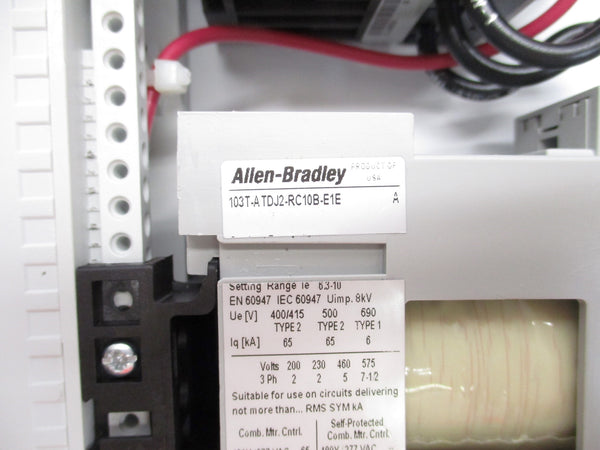 Allen-Bradley PRODUCT OF
USA
103T-ATDJ2-RC10B-E1E A
Setting Range Ie 6.3-10
EN 60947 IEC 60947 Uimp. 8kV
Ue [V] 400/415 500 690
TYPE 2 TYPE 2 TYPE 1
Iq [kA] 65 65 6
Volts 200 230 460 575
3 Ph 2 2 5 7-1/2
Suitable for use on circuits delivering
not more than... RMS SYM kA
Comb. Mtr. Cntrl. Self-Protected
Comb. Mtr. Cntrl.